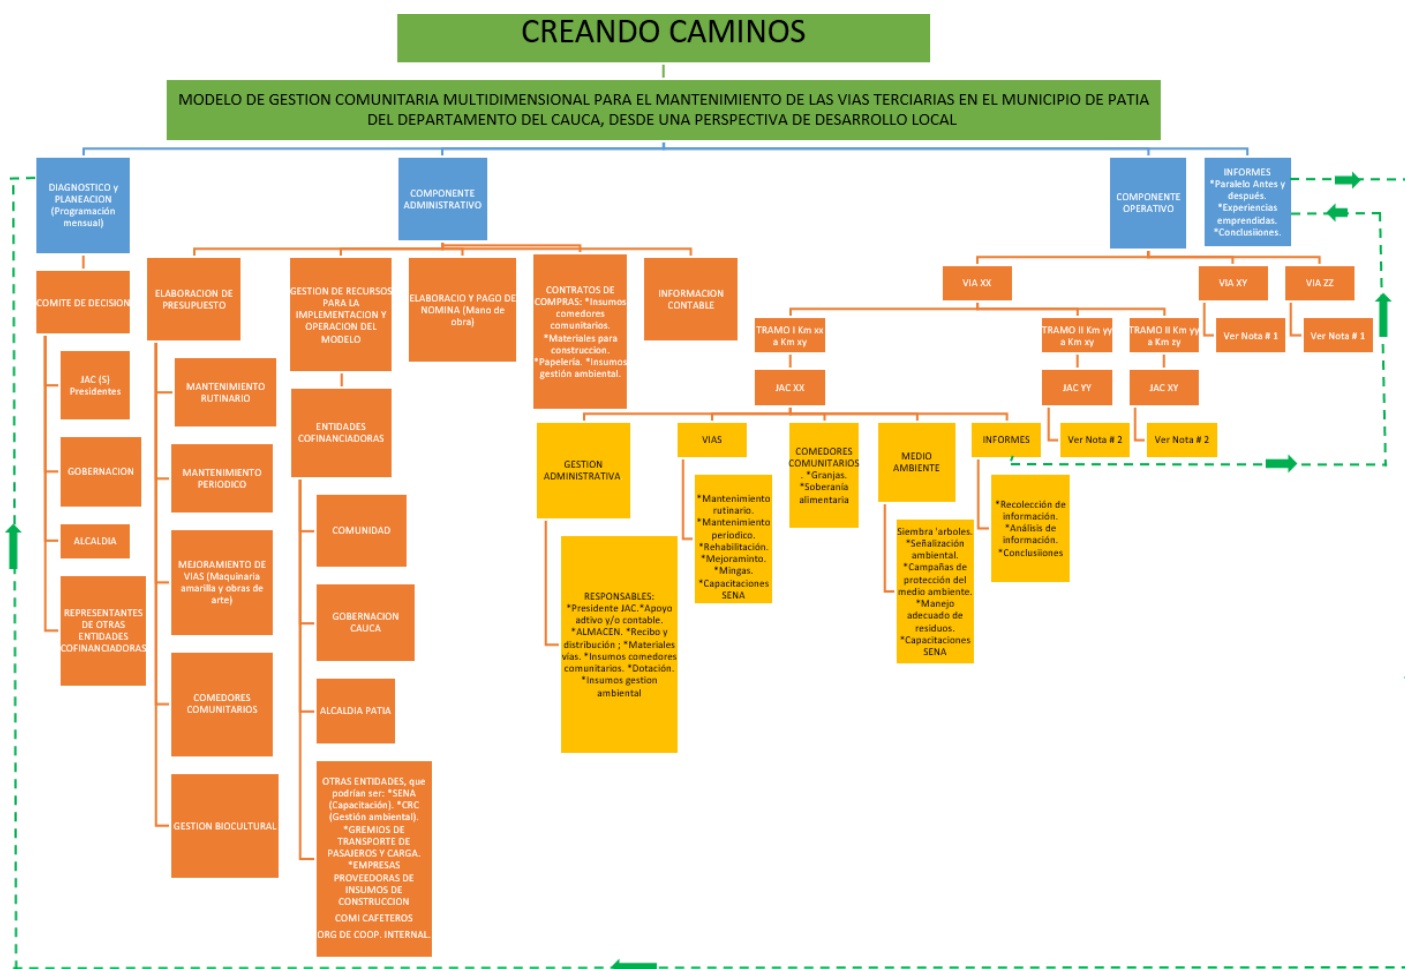 CREANDO CAMINOS
MODELO DE GESTION COMUNITARIA MULTIDIMENSIONAL PARA EL MANTENIMIENTO DE LAS VIAS TERCIARIAS EN EL MUNICIPIO DE PATIA
DEL DEPARTAMENTO DEL CAUCA, DESDE UNA PERSPECTIVA DE DESARROLLO LOCAL
DIAGNOSTICO y
PLANEACION
(Programación
mensual)
COMPONENTE
ADMINISTRATIVO
COMPONENTE
OPERATIVO
INFORMES
*Paralelo Antes y
después.
*Experiencias
emprendidas.
*Conclusiiones.
COMITE DE DECISION
JAC (S)
Presidentes
GOBERNACION
ALCALDIA
REPRESENTANTES
DE OTRAS
ENTIDADES
COFINANCIADORAS
ELABORACION DE
PRESUPUESTO
MANTENIMIENTO
RUTINARIO
MANTENIMIENTO
PERIODICO
MEJORAMIENTO DE
VIAS (Maquinaria
amarilla y obras de
arte)
COMEDORES
COMUNITARIOS
GESTION BIOCULTURAL
GESTION DE RECURSOS
PARA LA
IMPLEMENTACION Y
OPERACION DEL
MODELO
ENTIDADES
COFINANCIADORAS
COMUNIDAD
GOBERNACION
CAUCA
ALCALDIA PATIA
OTRAS ENTIDADES, que
podrían ser: *SENA
(Capacitación). *CRC
(Gestión ambiental).
*GREMIOS DE
TRANSPORTE DE
PASAJEROS Y CARGA.
*EMPRESAS
PROVEEDORAS DE
INSUMOS DE
CONSTRUCCION
COMI CAFETEROS
ORG DE COOP. INTERNAL.
ELABORACIO Y PAGO DE
NOMINA (Mano de
obra)
CONTRATOS DE
COMPRAS: *Insumos
comedores
comunitarios.
*Materiales para
construccion.
*Papelería. *Insumos
gestión ambiental.
INFORMACION
CONTABLE
VIA XX
VIA XY
VIA ZZ
TRAMO I Km xx
a Km xy
TRAMO II Km yy
a Km xy
TRAMO II Km yy
a Km zy
Ver Nota # 1
Ver Nota # 1
JAC XX
JAC YY
JAC XY
Ver Nota # 2
Ver Nota # 2
GESTION
ADMINISTRATIVA
RESPONSABLES:
*Presidente JAC.*Apoyo
adtivo y/o contable.
*ALMACEN. *Recibo y
distribución ; *Materiales
vías. *Insumos comedores
comunitarios. *Dotación.
*Insumos gestion
ambiental
VIAS
*Mantenimiento
rutinario.
*Mantenimiento
períodico.
*Rehabilitación.
*Mejoraminto.
*Mingas.
*Capacitaciones
SENA
COMEDORES
COMUNITARIOS
. *Granjas.
*Soberanía
alimentaria
MEDIO
AMBIENTE
Siembra 'arboles.
*Señalización
ambiental.
*Campañas de
protección del
medio ambiente.
*Manejo
adecuado de
residuos.
*Capacitaciones
SENA
INFORMES
*Recolección de
información.
*Análisis de
información.
*Conclusiiones